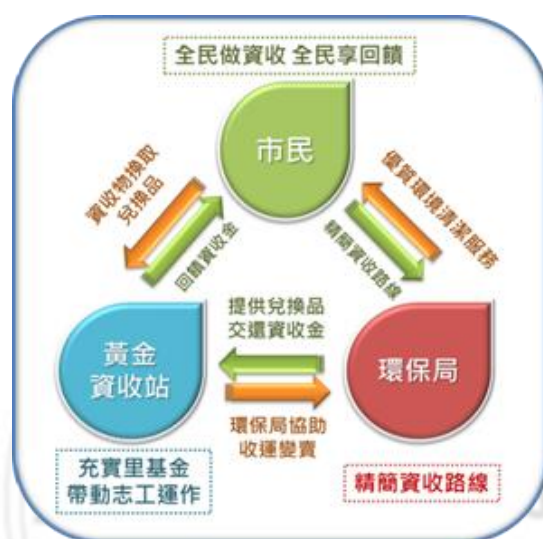 全民做資收 全民享回饋
市民
資收物換取
兌換品
回饋資收金
優質環境清潔服務
精簡資收路線
提供兌換品
交還資收金
黃金
資收站
環保局
環保局協助
收運變賣
充實里基金
帶動志工運作
精簡資收路線